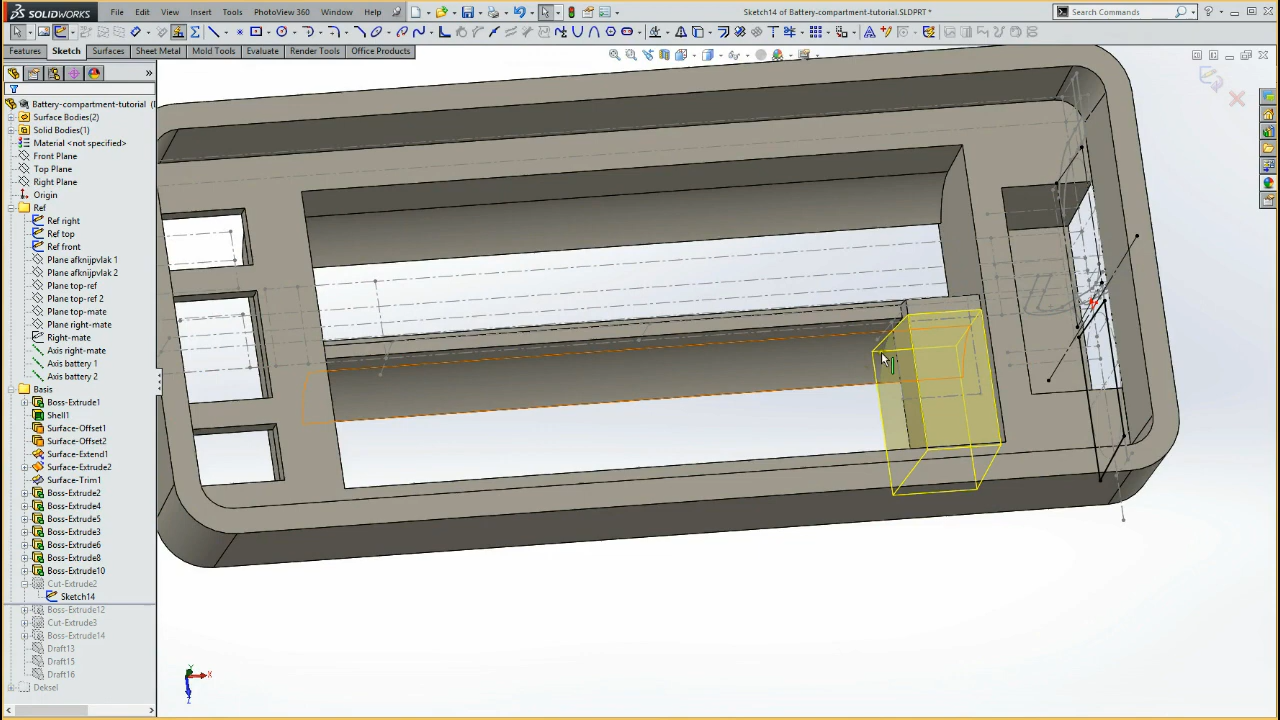 SOLIDWORKS File Edit View Insert Tools PhotoView 360 Window Help Sketch14 of Battery-compartment-tutorial.SLDPRT * Search Commands
Features Sketch Surfaces Sheet Metal Mold Tools Evaluate Render Tools Office Products
Battery-compartment-tutorial (D
Surface Bodies(2)
Solid Bodies(1)
Material <not specified>
Front Plane
Top Plane
Right Plane
Origin
Ref
Ref right
Ref top
Ref front
Plane afknijpvlak 1
Plane afknijpvlak 2
Plane top-ref
Plane top-ref 2
Plane top-mate
Plane right-mate
Right-mate
Axis right-mate
Axis battery 1
Axis battery 2
Basis
Boss-Extrude1
Shell1
Surface-Offset1
Surface-Offset2
Surface-Extend1
Surface-Extrude2
Surface-Trim1
Boss-Extrude2
Boss-Extrude4
Boss-Extrude5
Boss-Extrude3
Boss-Extrude6
Boss-Extrude8
Boss-Extrude10
Cut-Extrude2
Sketch14
Boss-Extrude12
Cut-Extrude3
Boss-Extrude14
Draft13
Draft15
Draft16
Deksel
Y
X
Z